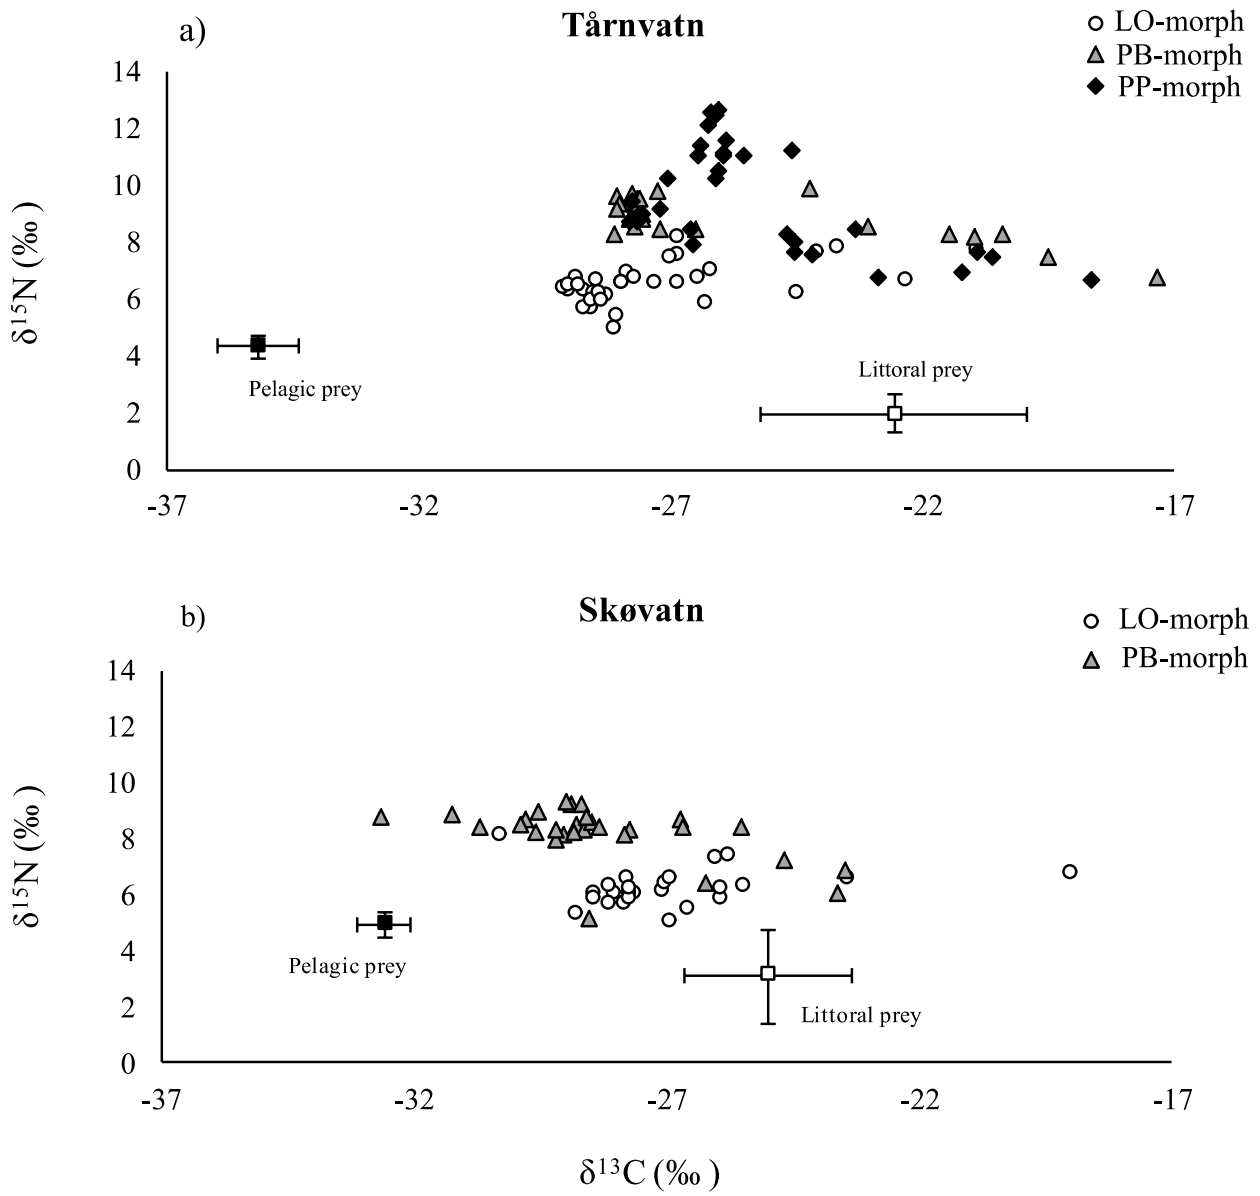 a)
Tårnvatn
LO-morph
PB-morph
PP-morph
14
12
10
8
6
4
2
0
δ¹⁵N (‰)
Pelagic prey
Littoral prey
-37
-32
-27
-22
-17
b)
Skøvatn
LO-morph
PB-morph
14
12
10
8
6
4
2
0
δ¹⁵N (‰)
Pelagic prey
Littoral prey
-37
-32
-27
-22
-17
δ¹³C (‰)